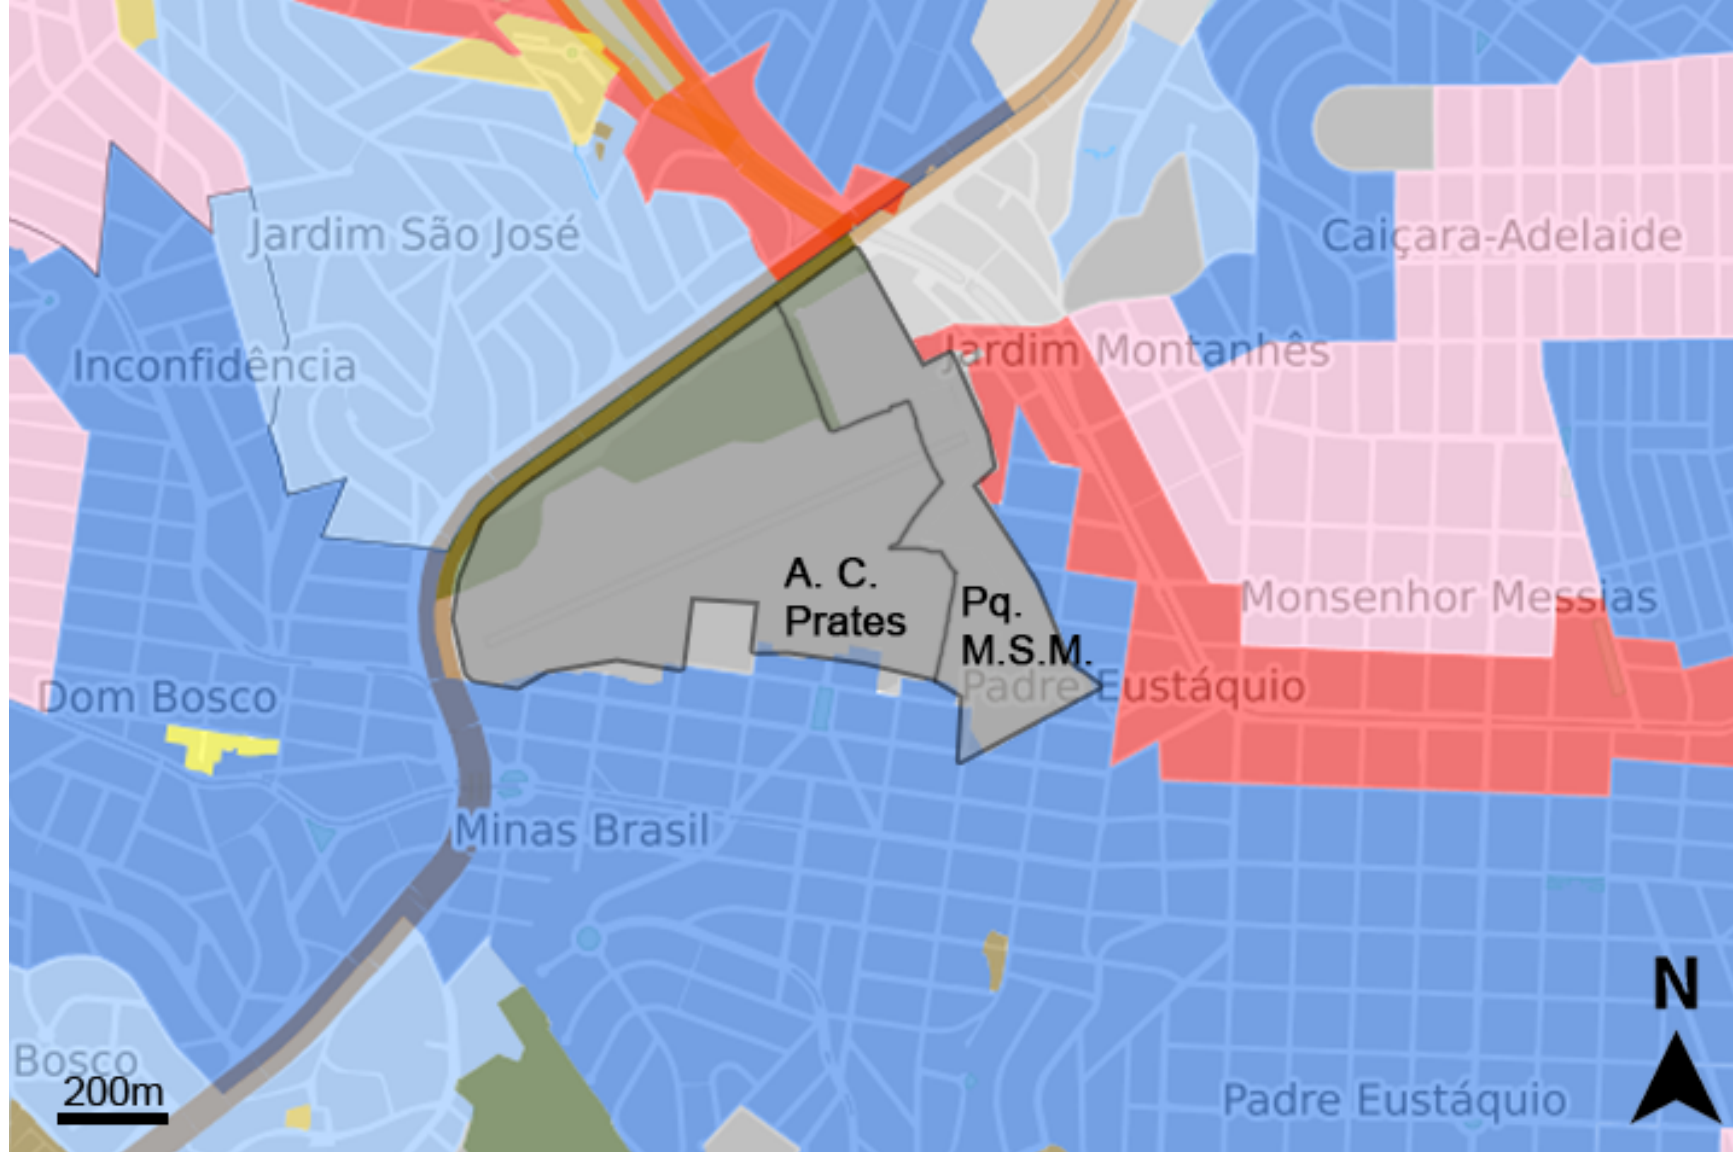 Jardim São José
Caiçara-Adelaide
Jardim Montanhês
Inconfidência
A. C.
Prates
Pq.
M.S.M.
Monsenhor Messias
Padre Eustáquio
Dom Bosco
Minas Brasil
N
Bosco
200m
Padre Eustáquio